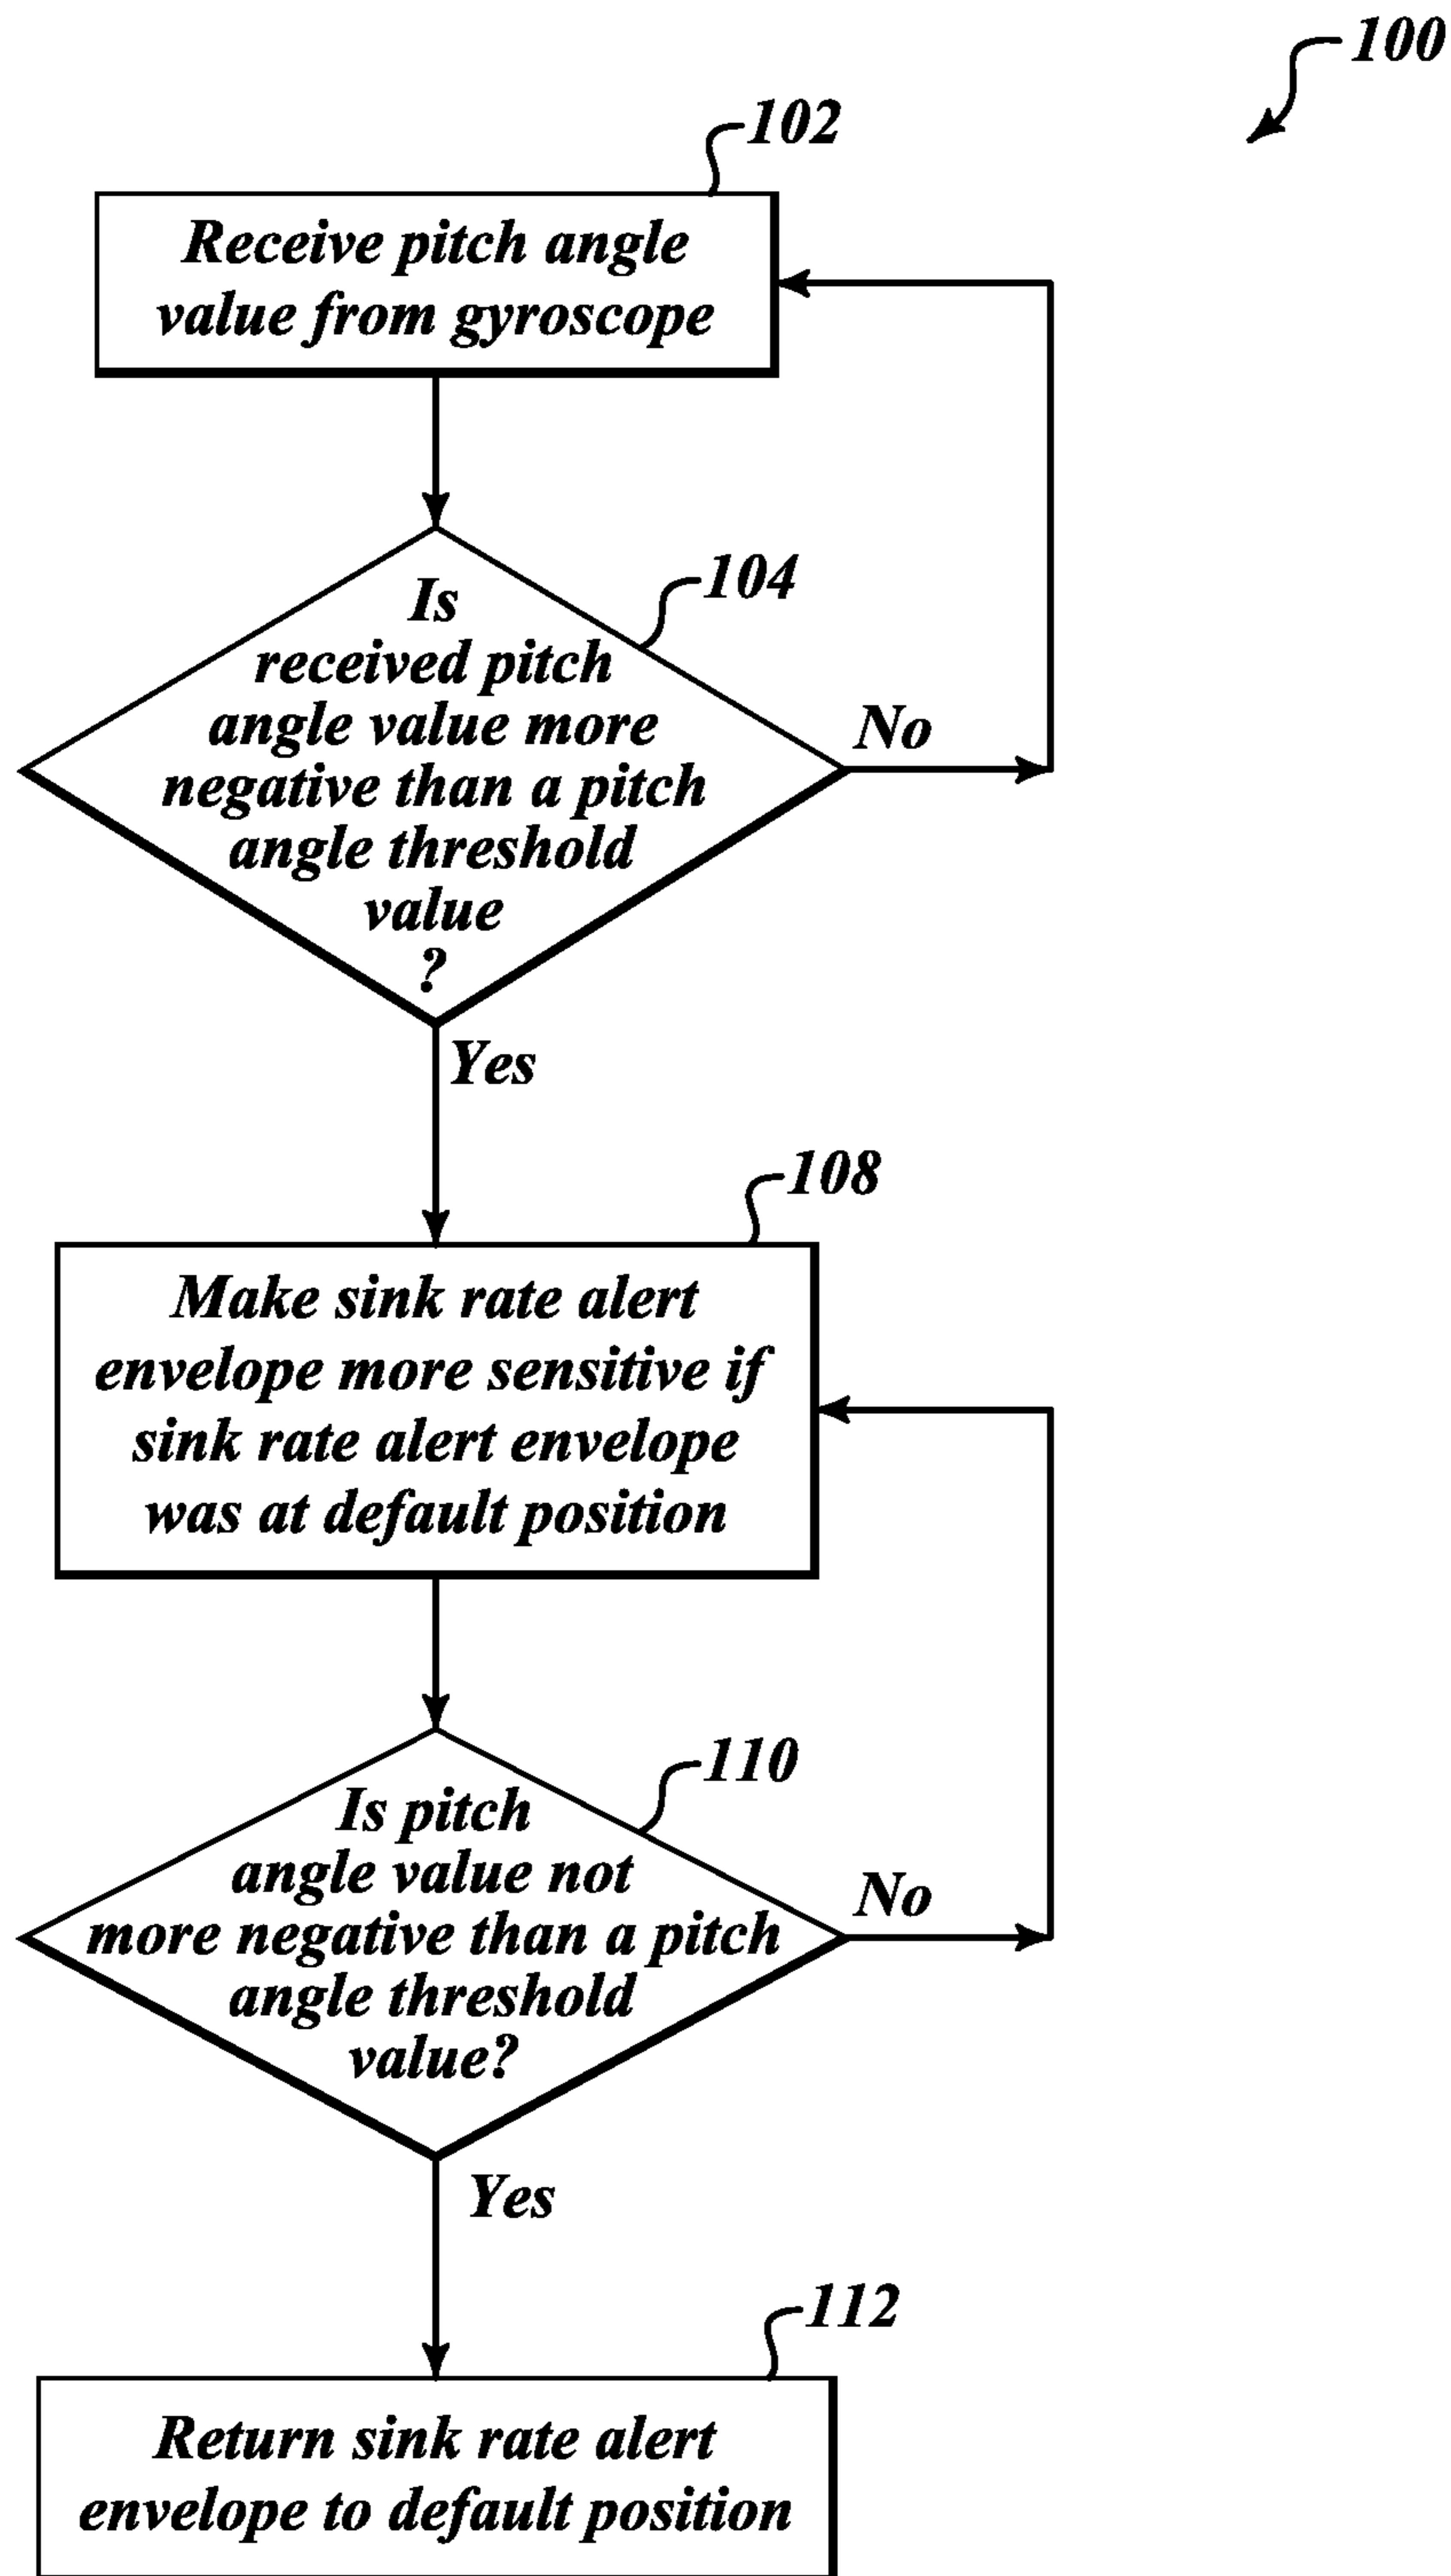 100
102
Receive pitch angle
value from gyroscope
104
Is
received pitch
angle value more
negative than a pitch
angle threshold
value
?
No
Yes
108
Make sink rate alert
envelope more sensitive if
sink rate alert envelope
was at default position
110
Is pitch
angle value not
more negative than a pitch
angle threshold
value?
No
Yes
112
Return sink rate alert
envelope to default position